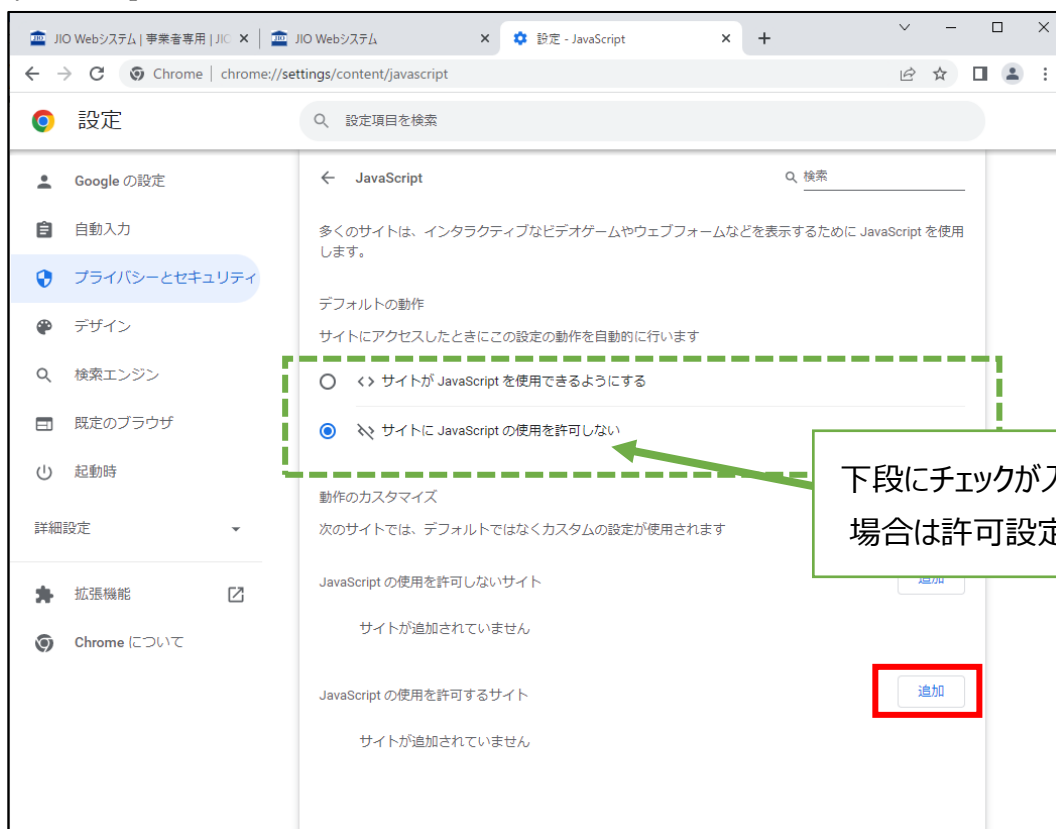 JIO Webシステム | 事業者専用 | JIC
JIO Webシステム
設定 - JavaScript
Chrome | chrome://settings/content/javascript
設定
設定項目を検索
Google の設定
自動入力
プライバシーとセキュリティ
デザイン
検索エンジン
既定のブラウザ
起動時
詳細設定
拡張機能
Chrome について
JavaScript
検索
多くのサイトは、インタラクティブなビデオゲームやウェブフォームなどを表示するために JavaScript を使用
します。
デフォルトの動作
サイトにアクセスしたときにこの設定の動作を自動的に行います
<> サイトが JavaScript を使用できるようにする
サイトに JavaScript の使用を許可しない
下段にチェックが
場合は許可設定
動作のカスタマイズ
次のサイトでは、デフォルトではなくカスタムの設定が使用されます
JavaScript の使用を許可しないサイト
追加
サイトが追加されていません
JavaScript の使用を許可するサイト
追加
サイトが追加されていません